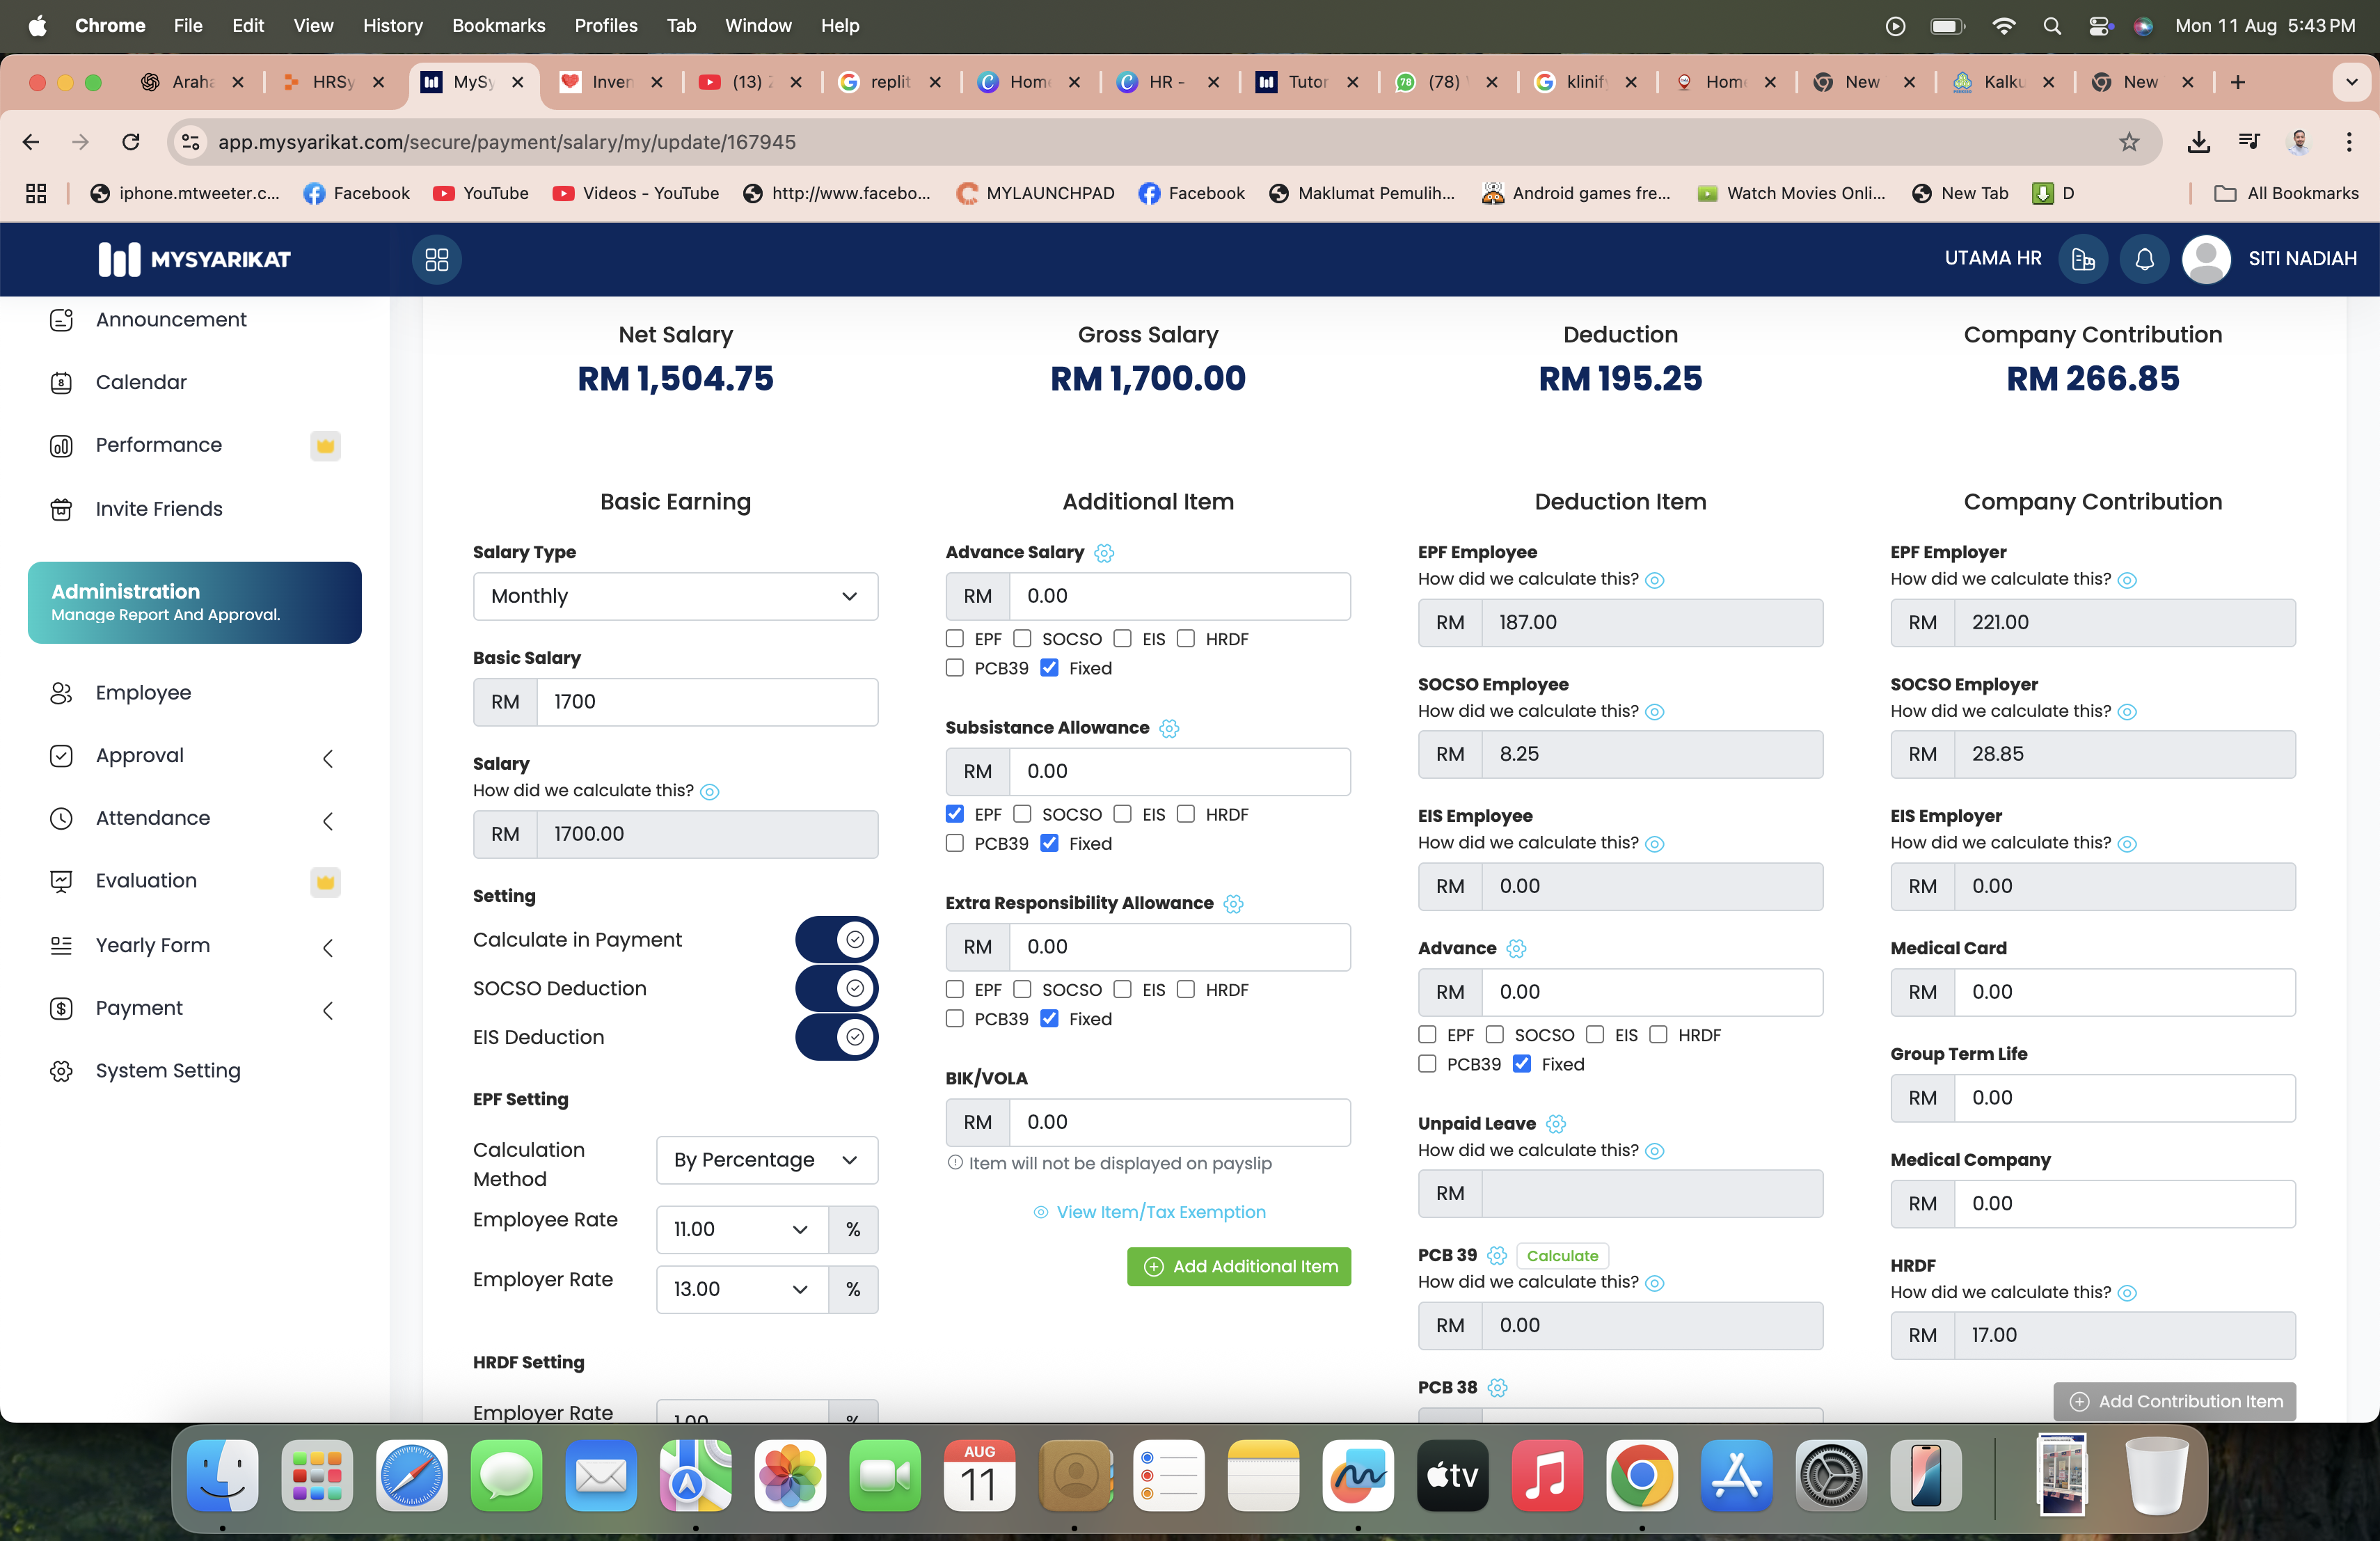 Chrome File Edit View History Bookmarks Profiles Tab Window Help Mon 11 Aug 5:43 PM
Araha HRSy MySy Inven (13) replit Home HR - Tutor (78) klinif Home New Kalku New
app.mysyarikat.com/secure/payment/salary/my/update/167945
iphone.mtweeter.c... Facebook YouTube Videos - YouTube http://www.facebo... MYLAUNCHPAD Facebook Maklumat Pemulih... Android games fre... Watch Movies Onli... New Tab D All Bookmarks
MYSYARIKAT UTAMA HR SITI NADIAH
Announcement
Calendar
Performance
Invite Friends
Administration
Manage Report And Approval.
Employee
Approval
Attendance
Evaluation
Yearly Form
Payment
System Setting
Net Salary
RM 1,504.75
Gross Salary
RM 1,700.00
Deduction
RM 195.25
Company Contribution
RM 266.85
Basic Earning
Salary Type
Monthly
Basic Salary
RM 1700
Salary
How did we calculate this?
RM 1700.00
Setting
Calculate in Payment
SOCSO Deduction
EIS Deduction
EPF Setting
Calculation
Method
By Percentage
Employee Rate 11.00 %
Employer Rate 13.00 %
HRDF Setting
Employer Rate 1.00 %
Additional Item
Advance Salary
RM 0.00
EPF SOCSO EIS HRDF
PCB39 Fixed
Subsistance Allowance
RM 0.00
EPF SOCSO EIS HRDF
PCB39 Fixed
Extra Responsibility Allowance
RM 0.00
EPF SOCSO EIS HRDF
PCB39 Fixed
BIK/VOLA
RM 0.00
Item will not be displayed on payslip
View Item/Tax Exemption
Add Additional Item
Deduction Item
EPF Employee
How did we calculate this?
RM 187.00
SOCSO Employee
How did we calculate this?
RM 8.25
EIS Employee
How did we calculate this?
RM 0.00
Advance
RM 0.00
EPF SOCSO EIS HRDF
PCB39 Fixed
Unpaid Leave
How did we calculate this?
RM
PCB 39 Calculate
How did we calculate this?
RM 0.00
PCB 38
Company Contribution
EPF Employer
How did we calculate this?
RM 221.00
SOCSO Employer
How did we calculate this?
RM 28.85
EIS Employer
How did we calculate this?
RM 0.00
Medical Card
RM 0.00
Group Term Life
RM 0.00
Medical Company
RM 0.00
HRDF
How did we calculate this?
RM 17.00
Add Contribution Item
AUG
11
tv